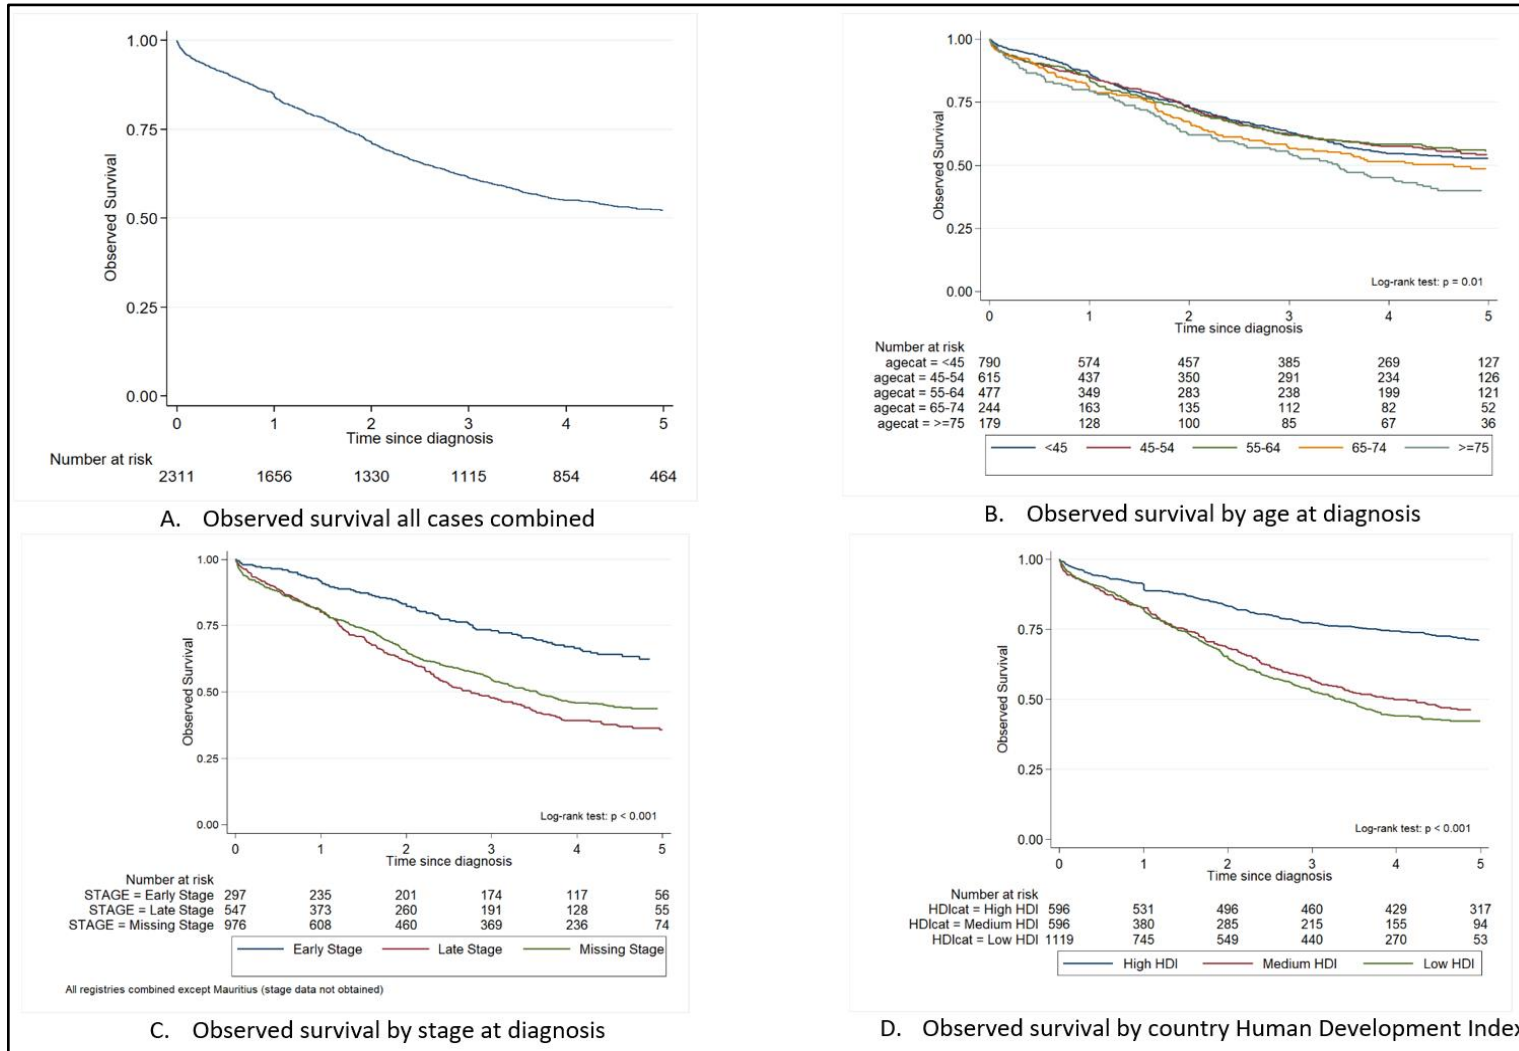 1.00
0.75
0.50
0.25
0.00
Observed Survival
0 1 2 3 4 5
Time since diagnosis
Number at risk
2311 1656 1330 1115 854 464
A. Observed survival all cases combined
1.00
0.75
0.50
0.25
0.00
Observed Survival
Log-rank test: p = 0.01
0 1 2 3 4 5
Time since diagnosis
Number at risk
agecat = <45 790 574 457 385 269 127
agecat = 45-54 615 437 350 291 234 126
agecat = 55-64 477 349 283 238 199 121
agecat = 65-74 244 163 135 112 82 52
agecat = >=75 179 128 100 85 67 36
<45 45-54 55-64 65-74 >=75
B. Observed survival by age at diagnosis
1.00
0.75
0.50
0.25
0.00
Observed Survival
Log-rank test: p < 0.001
0 1 2 3 4 5
Time since diagnosis
Number at risk
STAGE = Early Stage 297 235 201 174 117 56
STAGE = Late Stage 547 373 260 191 128 55
STAGE = Missing Stage 976 608 460 369 236 74
Early Stage Late Stage Missing Stage
All registries combined except Mauritius (stage data not obtained)
C. Observed survival by stage at diagnosis
1.00
0.75
0.50
0.25
0.00
Observed Survival
Log-rank test: p < 0.001
0 1 2 3 4 5
Time since diagnosis
Number at risk
HDIcat = High HDI 596 531 496 460 429 317
HDIcat = Medium HDI 596 380 285 215 155 94
HDIcat = Low HDI 1119 745 549 440 270 53
High HDI Medium HDI Low HDI
D. Observed survival by country Human Development Index